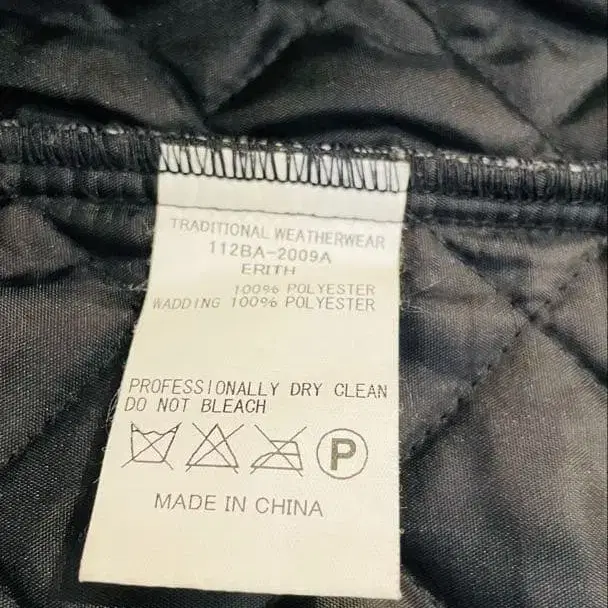 TRADITIONAL WEATHERWEAR
112BA-2009A
ERITH
100% POLYESTER
WADDING 100% POLYESTER
PROFESSIONALLY DRY CLEAN
DO NOT BLEACH
P
MADE IN CHINA